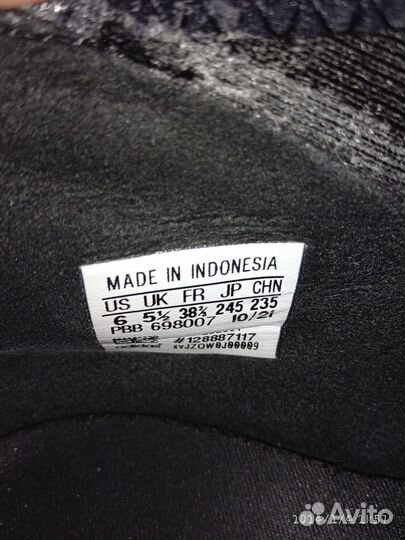 MADE IN INDONESIA
US UK FR JP CHN
6 5½ 38⅔ 245 235
PBB 698007 10/21
#128887117
adidas XVJZQW0J00009
Avito